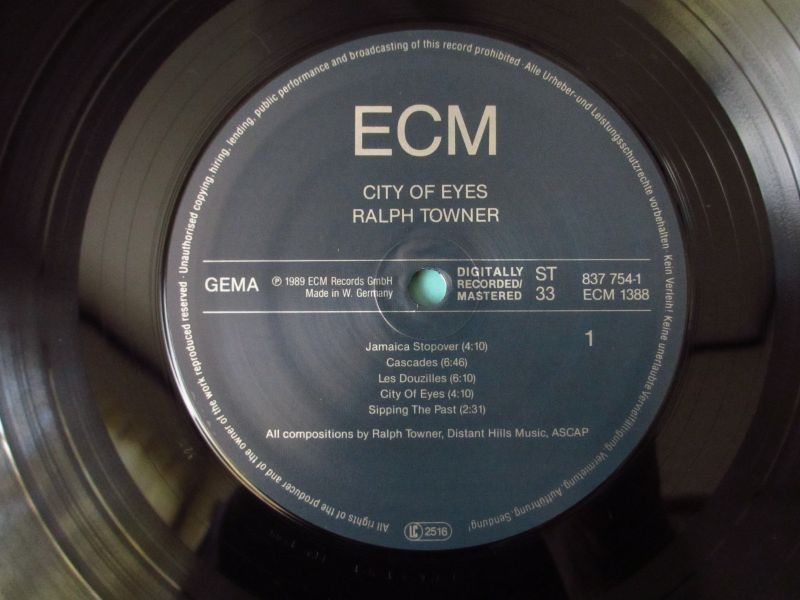 ECM
CITY OF EYES
RALPH TOWNER
GEMA
℗ 1989 ECM Records GmbH
Made in W. Germany
DIGITALLY
RECORDED/
MASTERED
ST
33
837 754-1
ECM 1388
1
Jamaica Stopover (4:10)
Cascades (6:46)
Les Douzilles (6:10)
City Of Eyes (4:10)
Sipping The Past (2:31)
All compositions by Ralph Towner, Distant Hills Music, ASCAP
All rights of the producer and of the owner of the work reproduced reserved · Unauthorised copying, hiring, lending, public performance and broadcasting of this record prohibited · Alle Urheber- und Leistungsschutzrechte vorbehalten · Kein Verleih! Keine unerlaubte Vervielfältigung, Vermietung, Aufführung, Sendung!
LC 2516